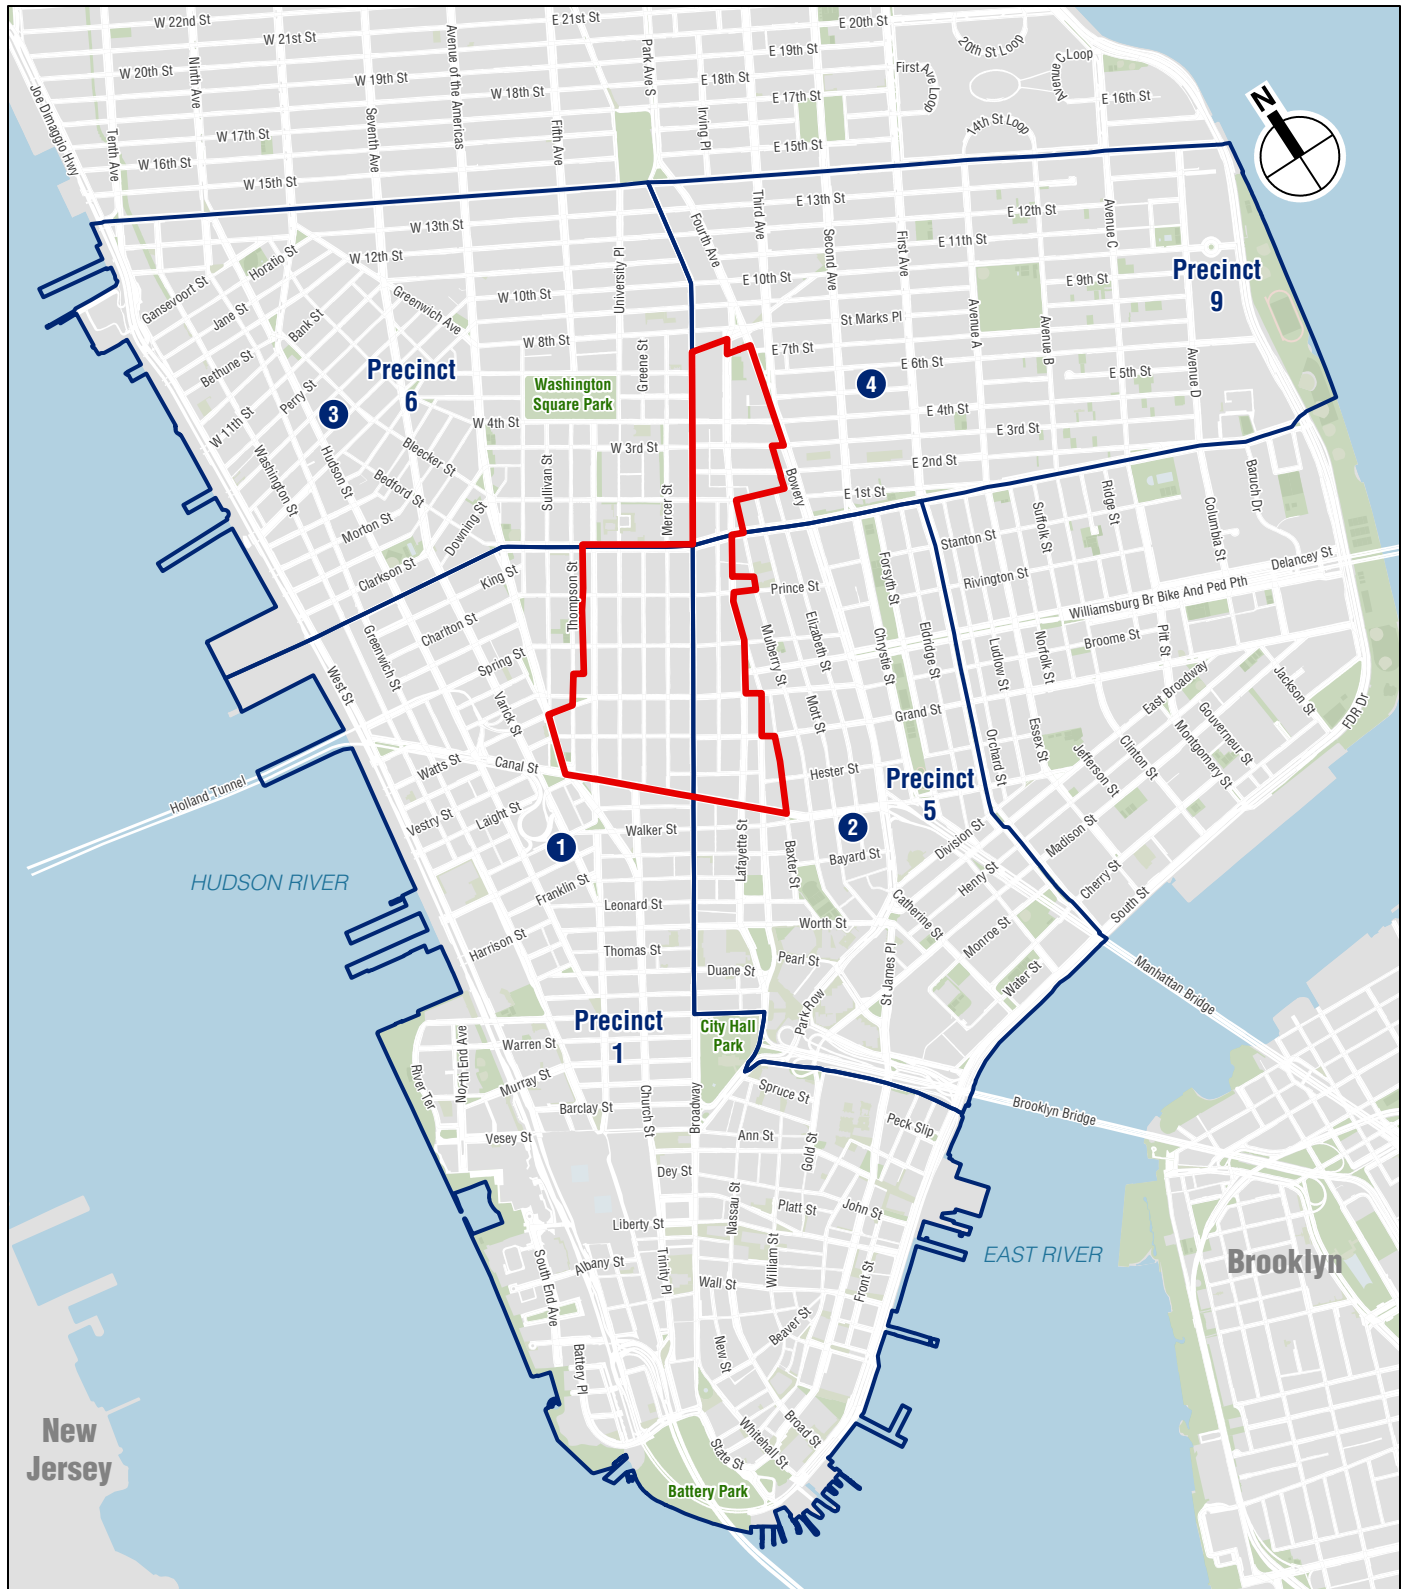 W 22nd St
E 21st St
E 20th St
W 21st St
E 19th St
20th St Loop
Avenue C Loop
W 20th St
Ninth Ave
Avenue of the Americas
W 19th St
Park Ave S
E 18th St
First Ave Loop
Joe Dimaggio Hwy
W 18th St
E 17th St
E 16th St
N
Tenth Ave
W 17th St
Seventh Ave
Fifth Ave
Irving Pl
14th St Loop
W 16th St
E 15th St
W 15th St
W 13th St
Fourth Ave
Third Ave
E 13th St
E 12th St
Avenue C
W 12th St
University Pl
Second Ave
First Ave
E 11th St
Horatio St
Gansevoort St
E 10th St
E 9th St
Precinct
9
W 10th St
Greenwich Ave
Jane St
Bank St
St Marks Pl
Avenue A
Avenue B
W 8th St
Greene St
E 7th St
E 6th St
Bethune St
Precinct
6
Washington
Square Park
4
E 5th St
Avenue D
Perry St
3
W 11th St
W 4th St
E 4th St
E 3rd St
Bleecker St
W 3rd St
E 2nd St
Washington St
Hudson St
Bedford St
Sullivan St
Mercer St
Bowery
E 1st St
Baruch Dr
Ridge St
Columbia St
Suffolk St
Morton St
Downing St
Stanton St
Delancey St
Clarkson St
King St
Thompson St
Prince St
Forsyth St
Rivington St
Williamsburg Br Bike And Ped Pth
Charlton St
Elizabeth St
Eldridge St
Broome St
Pitt St
Greenwich St
Spring St
Mulberry St
Chrystie St
Ludlow St
Norfolk St
West St
Varick St
Mott St
Grand St
East Broadway
Jackson St
Gouverneur St
FDR Dr
Essex St
Orchard St
Jefferson St
Clinton St
Montgomery St
Watts St
Canal St
Hester St
Precinct
5
Holland Tunnel
Vestry St
Laight St
1
Walker St
Lafayette St
2
Baxter St
Bayard St
Division St
Madison St
HUDSON RIVER
Franklin St
Henry St
Cherry St
South St
Leonard St
Catherine St
Worth St
Harrison St
Thomas St
Monroe St
Pearl St
Duane St
St James Pl
Water St
Manhattan Bridge
Precinct
1
City Hall
Park
Park Row
North End Ave
Warren St
River Ter
Murray St
Church St
Broadway
Spruce St
Brooklyn Bridge
Barclay St
Peck Slip
Vesey St
Ann St
Gold St
Dey St
Nassau St
Platt St
John St
Liberty St
EAST RIVER
Brooklyn
South End Ave
Albany St
Trinity Pl
William St
Wall St
Front St
Beaver St
Battery Pl
New St
New
Jersey
Broad St
Whitehall St
State St
Battery Park